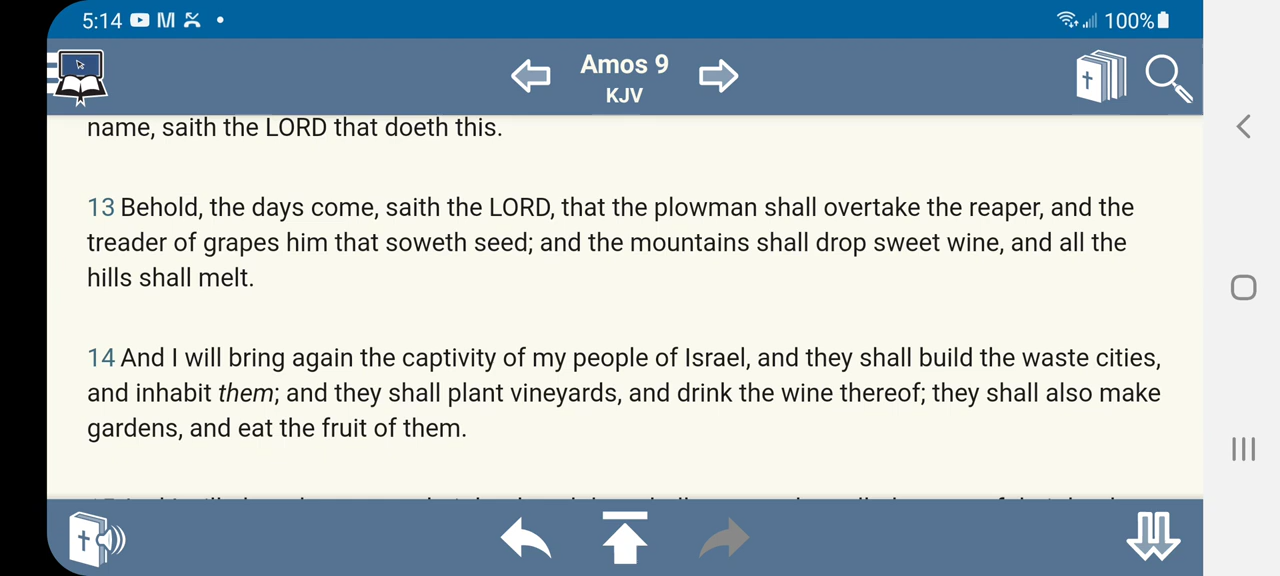 5:14 M 100%
Amos 9
KJV
name, saith the LORD that doeth this.
13 Behold, the days come, saith the LORD, that the plowman shall overtake the reaper, and the
treader of grapes him that soweth seed; and the mountains shall drop sweet wine, and all the
hills shall melt.
14 And I will bring again the captivity of my people of Israel, and they shall build the waste cities,
and inhabit them; and they shall plant vineyards, and drink the wine thereof; they shall also make
gardens, and eat the fruit of them.